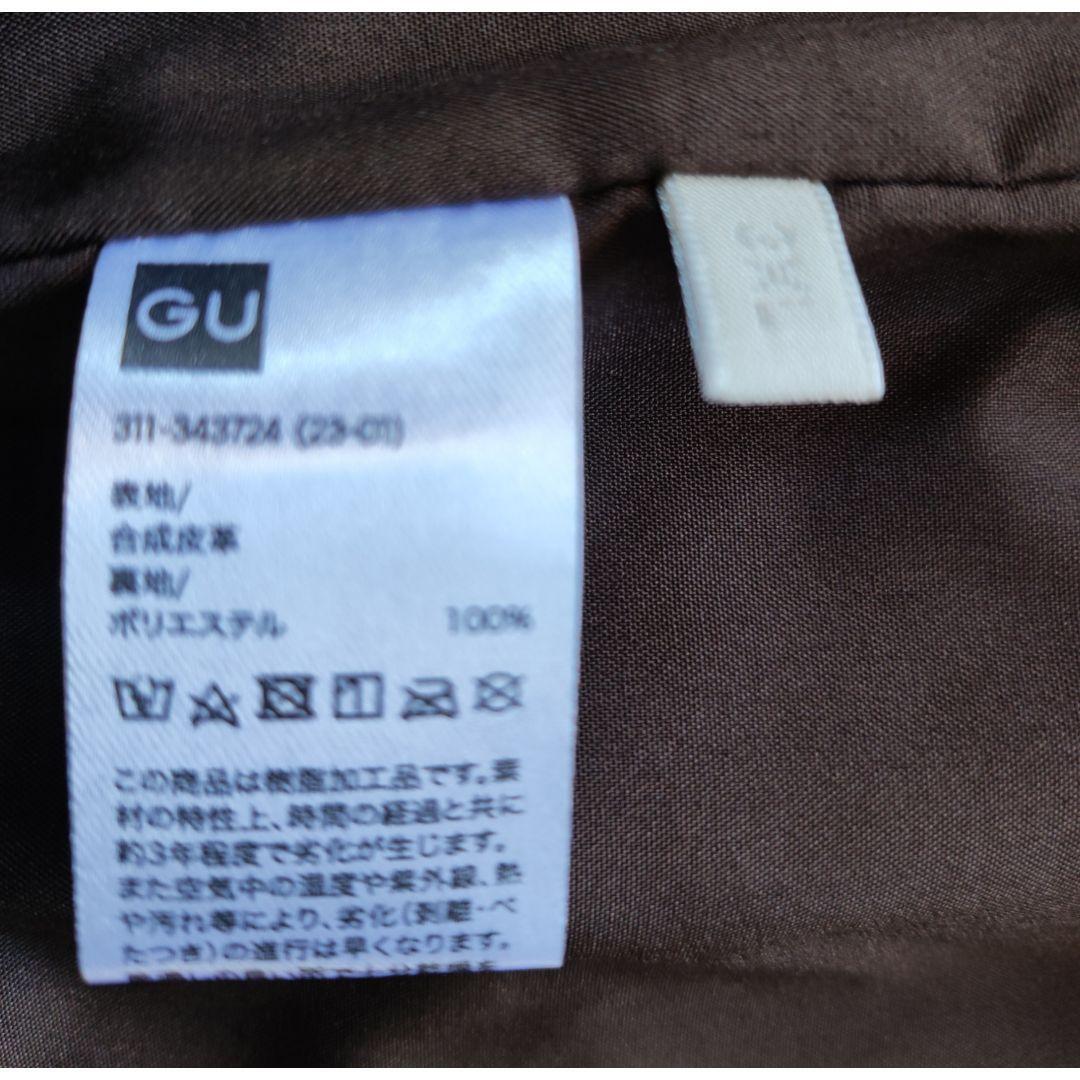 GU
311-343724 (23-01)
表地/
合成皮革
裏地/
ポリエステル 100%
この商品は樹脂加工品です。素
材の特性上、時間の経過と共に
約3年程度で劣化が生じます。
また空気中の湿度や紫外線、熱
や汚れ等により、劣化(剥離・べ
たつき)の進行は早くなります。